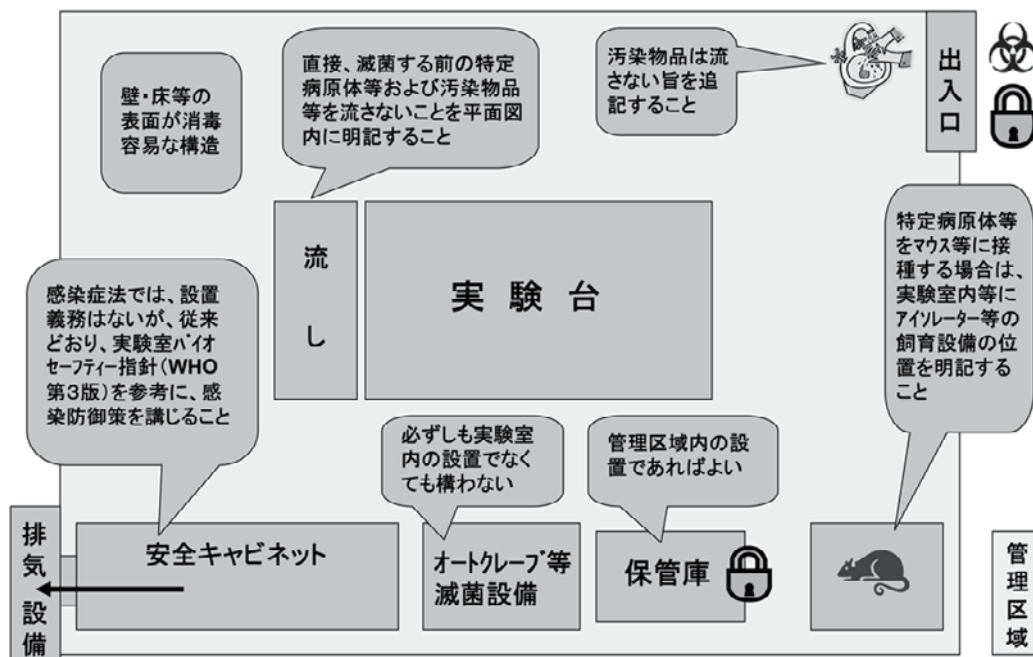 壁・床等の
表面が消毒
容易な構造
直接、滅菌する前の特定
病原体等および汚染物品
等を流さないことを平面図
内に明記すること
汚染物品は流
さない旨を追
記すること
出入口
流し
実験台
特定病原体等
をマウス等に接
種する場合は、
実験室内等に
アイソレーター等の
飼育設備の位
置を明記する
こと
感染症法では、設置
義務はないが、従来
どおり、実験室バイオ
セーフティー指針(WHO
第3版)を参考に、感
染防御策を講じること
必ずしも実験室
内の設置でなく
ても構わない
管理区域内の設
置であればよい
排気設備
安全キャビネット
オートクレーブ等
滅菌設備
保管庫
管理区域